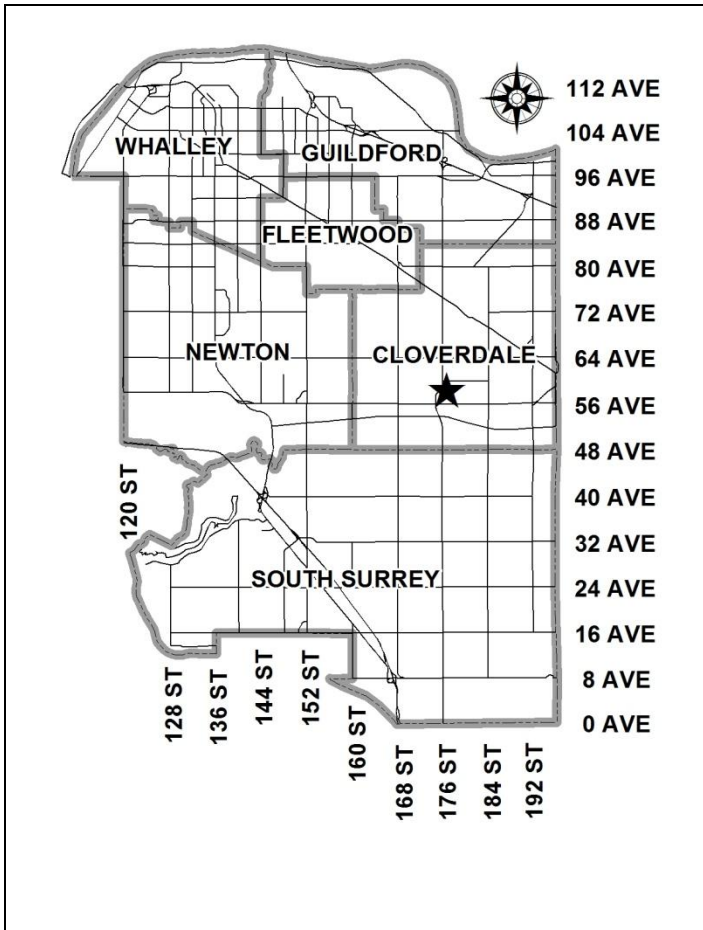 112 AVE
104 AVE
WHALLEY
GUILDFORD
96 AVE
88 AVE
FLEETWOOD
80 AVE
72 AVE
NEWTON
CLOVERDALE
64 AVE
56 AVE
48 AVE
120 ST
40 AVE
32 AVE
SOUTH SURREY
24 AVE
16 AVE
8 AVE
0 AVE
128 ST
136 ST
144 ST
152 ST
160 ST
168 ST
176 ST
184 ST
192 ST